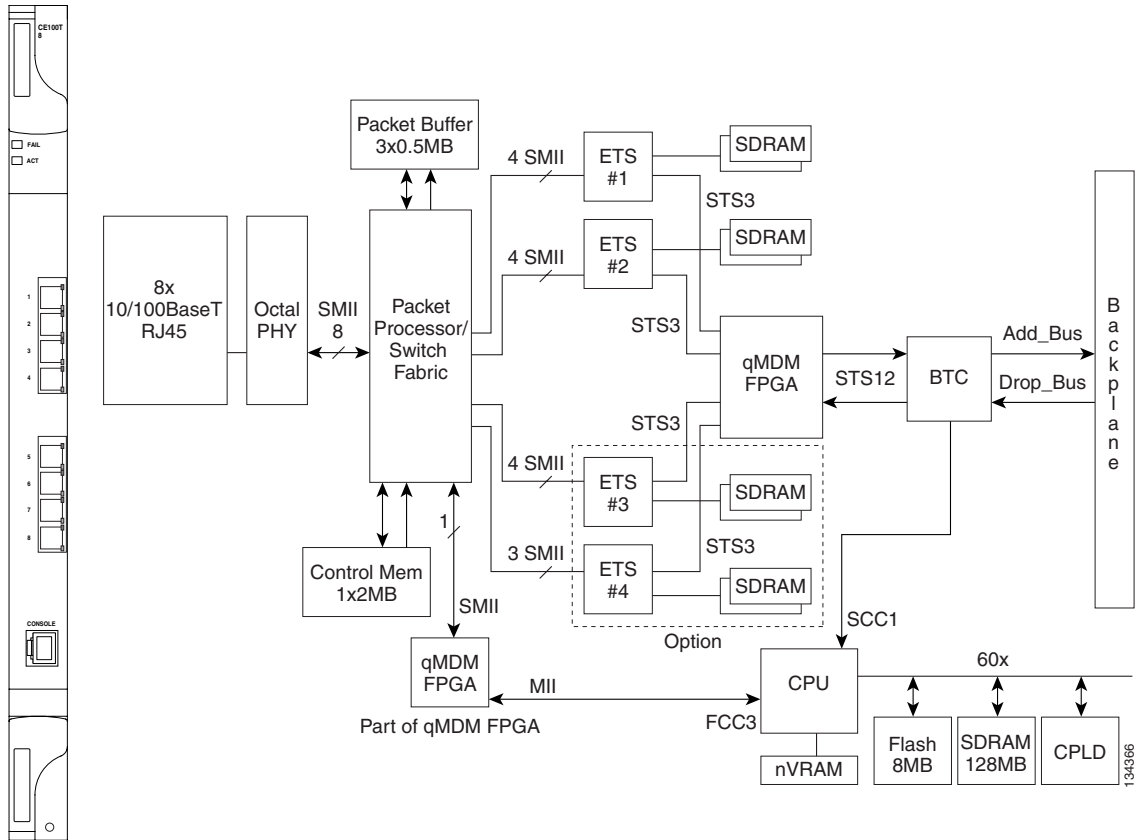 CE100T
8
FAIL
ACT
1
2
3
4
5
6
7
8
CONSOLE
8x
10/100BaseT
RJ45
Octal
PHY
SMII
8
Packet Buffer
3x0.5MB
Packet
Processor/
Switch
Fabric
Control Mem
1x2MB
1
SMII
qMDM
FPGA
Part of qMDM FPGA
MII
FCC3
4 SMII
ETS
#1
SDRAM
STS3
4 SMII
ETS
#2
SDRAM
STS3
qMDM
FPGA
STS3
4 SMII
ETS
#3
SDRAM
STS3
3 SMII
ETS
#4
SDRAM
Option
STS12
BTC
Add_Bus
Drop_Bus
Backplane
SCC1
CPU
nVRAM
60x
Flash
8MB
SDRAM
128MB
CPLD
134366